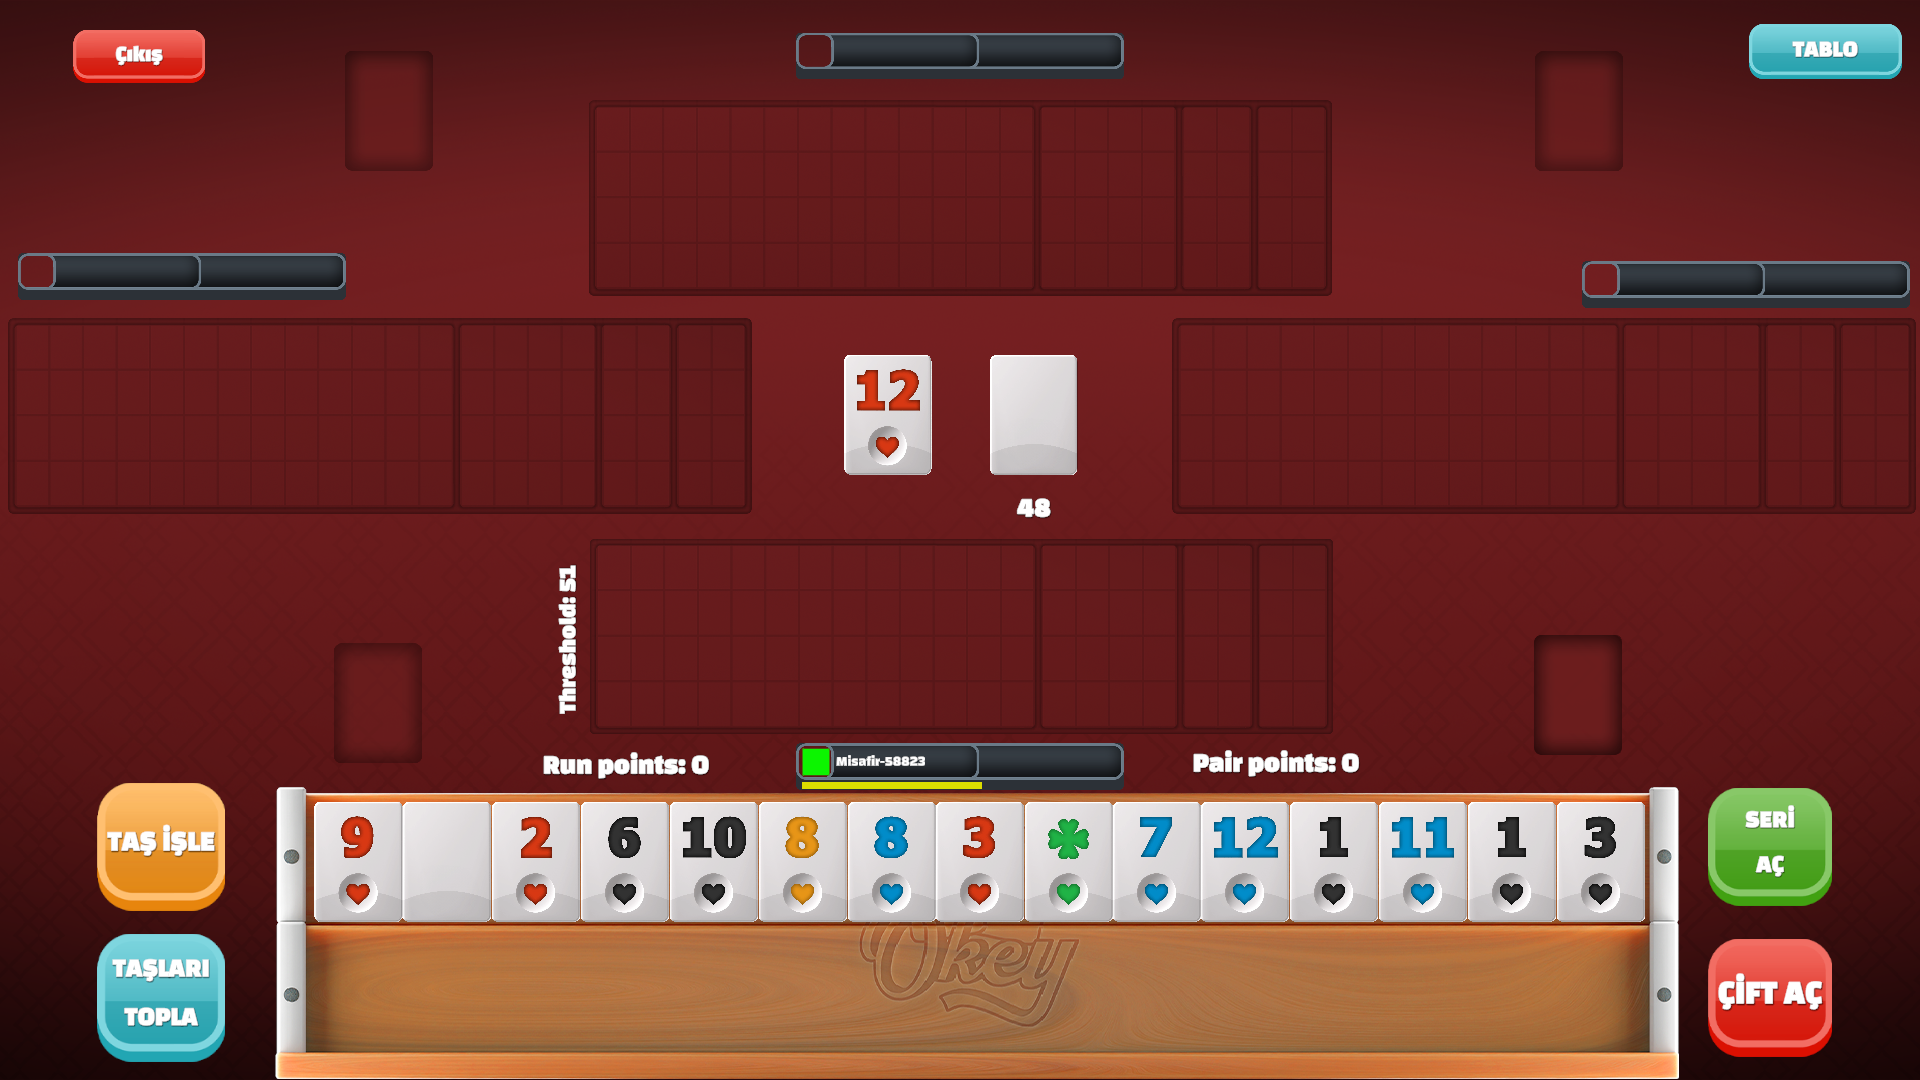 Çıkış
TABLO
12
48
Threshold: 51
Run points: 0
Misafir-58823
Pair points: 0
TAŞ İŞLE
9 2 6 10 8 8 3 7 12 1 11 1 3
SERİ
AÇ
Okey
TAŞLARI
TOPLA
ÇİFT AÇ